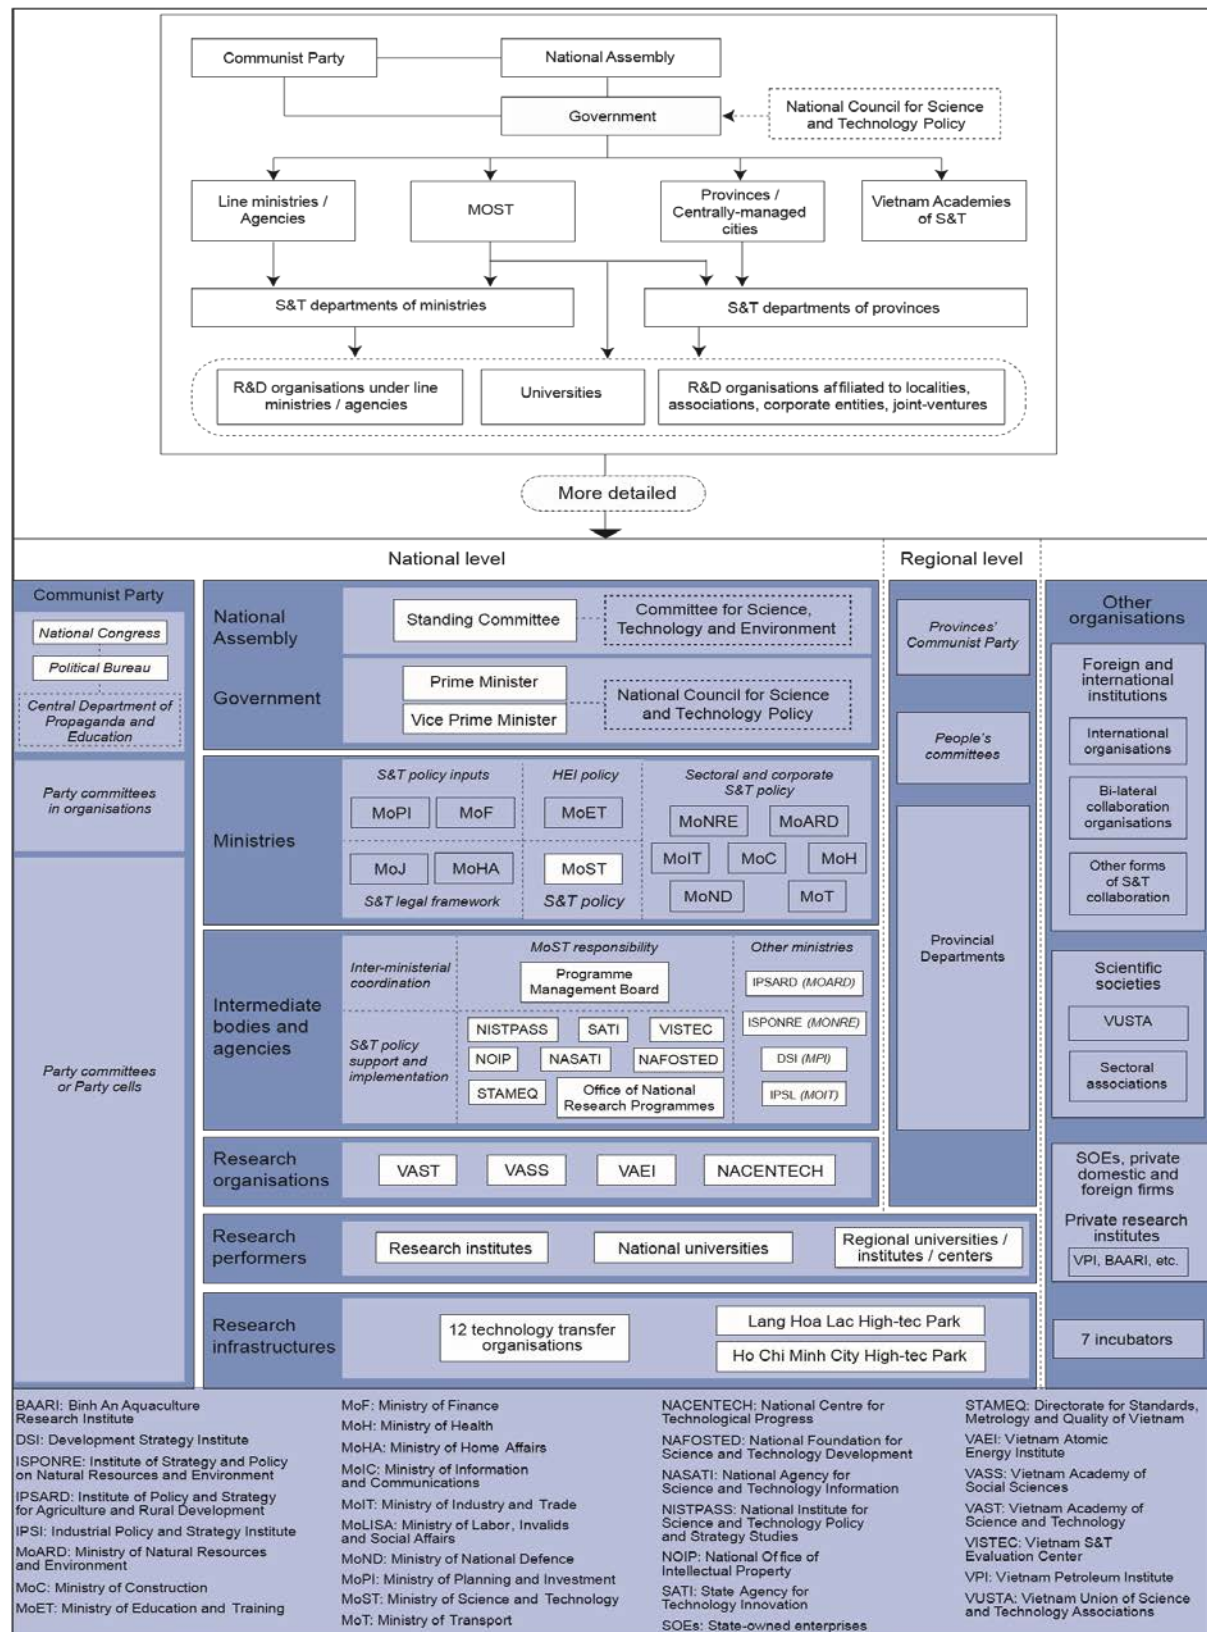 Communist Party
National Assembly
Government
National Council for Science
and Technology Policy
Line ministries /
Agencies
MOST
Provinces /
Centrally-managed
cities
Vietnam Academies
of S&T
S&T departments of ministries
S&T departments of provinces
R&D organisations under line
ministries / agencies
Universities
R&D organisations affiliated to localities,
associations, corporate entities, joint-ventures
More detailed
National level
Regional level
Communist Party
National Congress
Political Bureau
Central Department of
Propaganda and
Education
Party committees
in organisations
Party committees
or Party cells
National
Assembly
Standing Committee
Committee for Science,
Technology and Environment
Government
Prime Minister
Vice Prime Minister
National Council for Science
and Technology Policy
Ministries
S&T policy inputs
MoPI
MoF
MoJ
MoHA
S&T legal framework
HEI policy
MoET
MoST
S&T policy
Sectoral and corporate
S&T policy
MoNRE
MoARD
MoIT
MoC
MoH
MoND
MoT
Intermediate
bodies and
agencies
Inter-ministerial
coordination
MoST responsibility
Programme
Management Board
S&T policy
support and
implementation
NISTPASS
SATI
VISTEC
NOIP
NASATI
NAFOSTED
STAMEQ
Office of National
Research Programmes
Other ministries
IPSARD (MOARD)
ISPONRE (MONRE)
DSI (MPI)
IPSL (MOIT)
Research
organisations
VAST
VASS
VAEI
NACENTECH
Research
performers
Research institutes
National universities
Regional universities /
institutes / centers
Research
infrastructures
12 technology transfer
organisations
Lang Hoa Lac High-tec Park
Ho Chi Minh City High-tec Park
Provinces'
Communist Party
People's
committees
Provincial
Departments
Other
organisations
Foreign and
international
institutions
International
organisations
Bi-lateral
collaboration
organisations
Other forms
of S&T
collaboration
Scientific
societies
VUSTA
Sectoral
associations
SOEs, private
domestic and
foreign firms
Private research
institutes
VPI, BAARI, etc.
7 incubators
BAARI: Binh An Aquaculture
Research Institute
DSI: Development Strategy Institute
ISPONRE: Institute of Strategy and Policy
on Natural Resources and Environment
IPSARD: Institute of Policy and Strategy
for Agriculture and Rural Development
IPSI: Industrial Policy and Strategy Institute
MoARD: Ministry of Natural Resources
and Environment
MoC: Ministry of Construction
MoET: Ministry of Education and Training
MoF: Ministry of Finance
MoH: Ministry of Health
MoHA: Ministry of Home Affairs
MoIC: Ministry of Information
and Communications
MoIT: Ministry of Industry and Trade
MoLISA: Ministry of Labor, Invalids
and Social Affairs
MoND: Ministry of National Defence
MoPI: Ministry of Planning and Investment
MoST: Ministry of Science and Technology
MoT: Ministry of Transport
NACENTECH: National Centre for
Technological Progress
NAFOSTED: National Foundation for
Science and Technology Development
NASATI: National Agency for
Science and Technology Information
NISTPASS: National Institute for
Science and Technology Policy
and Strategy Studies
NOIP: National Office of
Intellectual Property
SATI: State Agency for
Technology Innovation
SOEs: State-owned enterprises
STAMEQ: Directorate for Standards,
Metrology and Quality of Vietnam
VAEI: Vietnam Atomic
Energy Institute
VASS: Vietnam Academy of
Social Sciences
VAST: Vietnam Academy of
Science and Technology
VISTEC: Vietnam S&T
Evaluation Center
VPI: Vietnam Petroleum Institute
VUSTA: Vietnam Union of Science
and Technology Associations